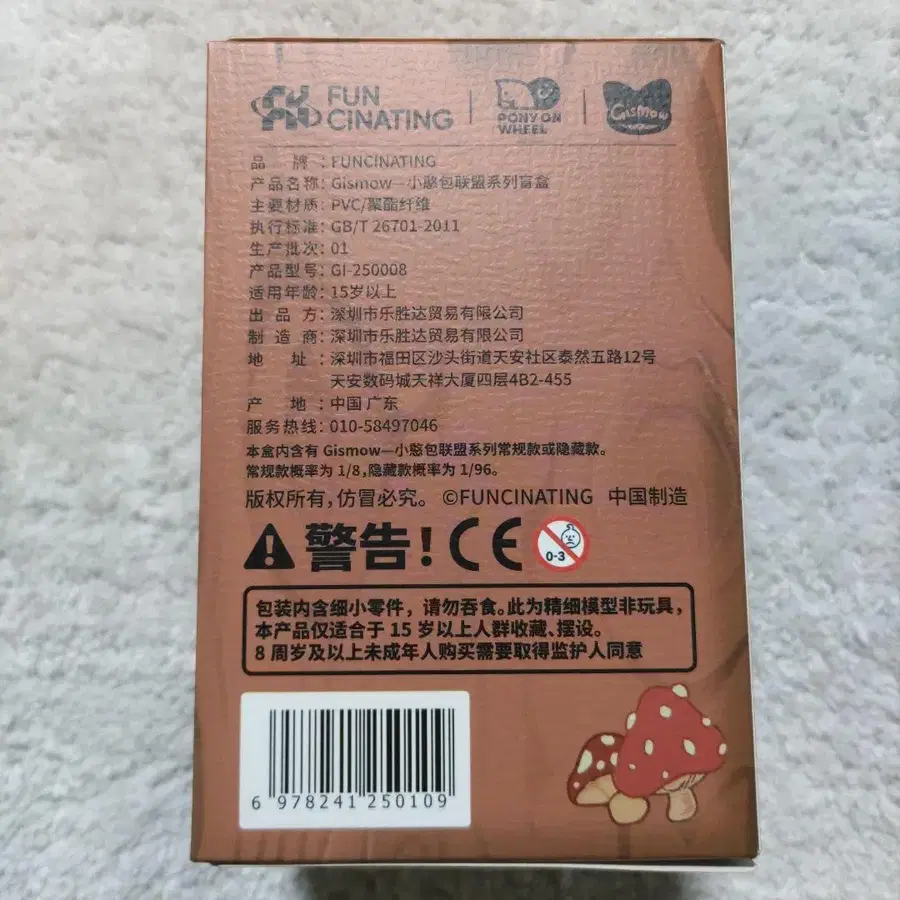 FUN
CINATING
PONY ON
WHEEL
Gismow
品 牌：FUNCINATING
产品名称：Gismow—小憨包联盟系列盲盒
主要材质：PVC/聚酯纤维
执行标准：GB/T 26701-2011
生产批次：01
产品型号：GI-250008
适用年龄：15岁以上
出 品 方：深圳市乐胜达贸易有限公司
制 造 商：深圳市乐胜达贸易有限公司
地 址：深圳市福田区沙头街道天安社区泰然五路12号
天安数码城天祥大厦四层4B2-455
产 地：中国 广东
服务热线：010-58497046
本盒内含有 Gismow—小憨包联盟系列常规款或隐藏款。
常规款概率为 1/8，隐藏款概率为 1/96。
版权所有，仿冒必究。 ©FUNCINATING 中国制造
警告！CE 0-3
包装内含细小零件，请勿吞食。此为精细模型非玩具，
本产品仅适合于 15 岁以上人群收藏、摆设。
8 周岁及以上未成年人购买需要取得监护人同意
6 978241 250109